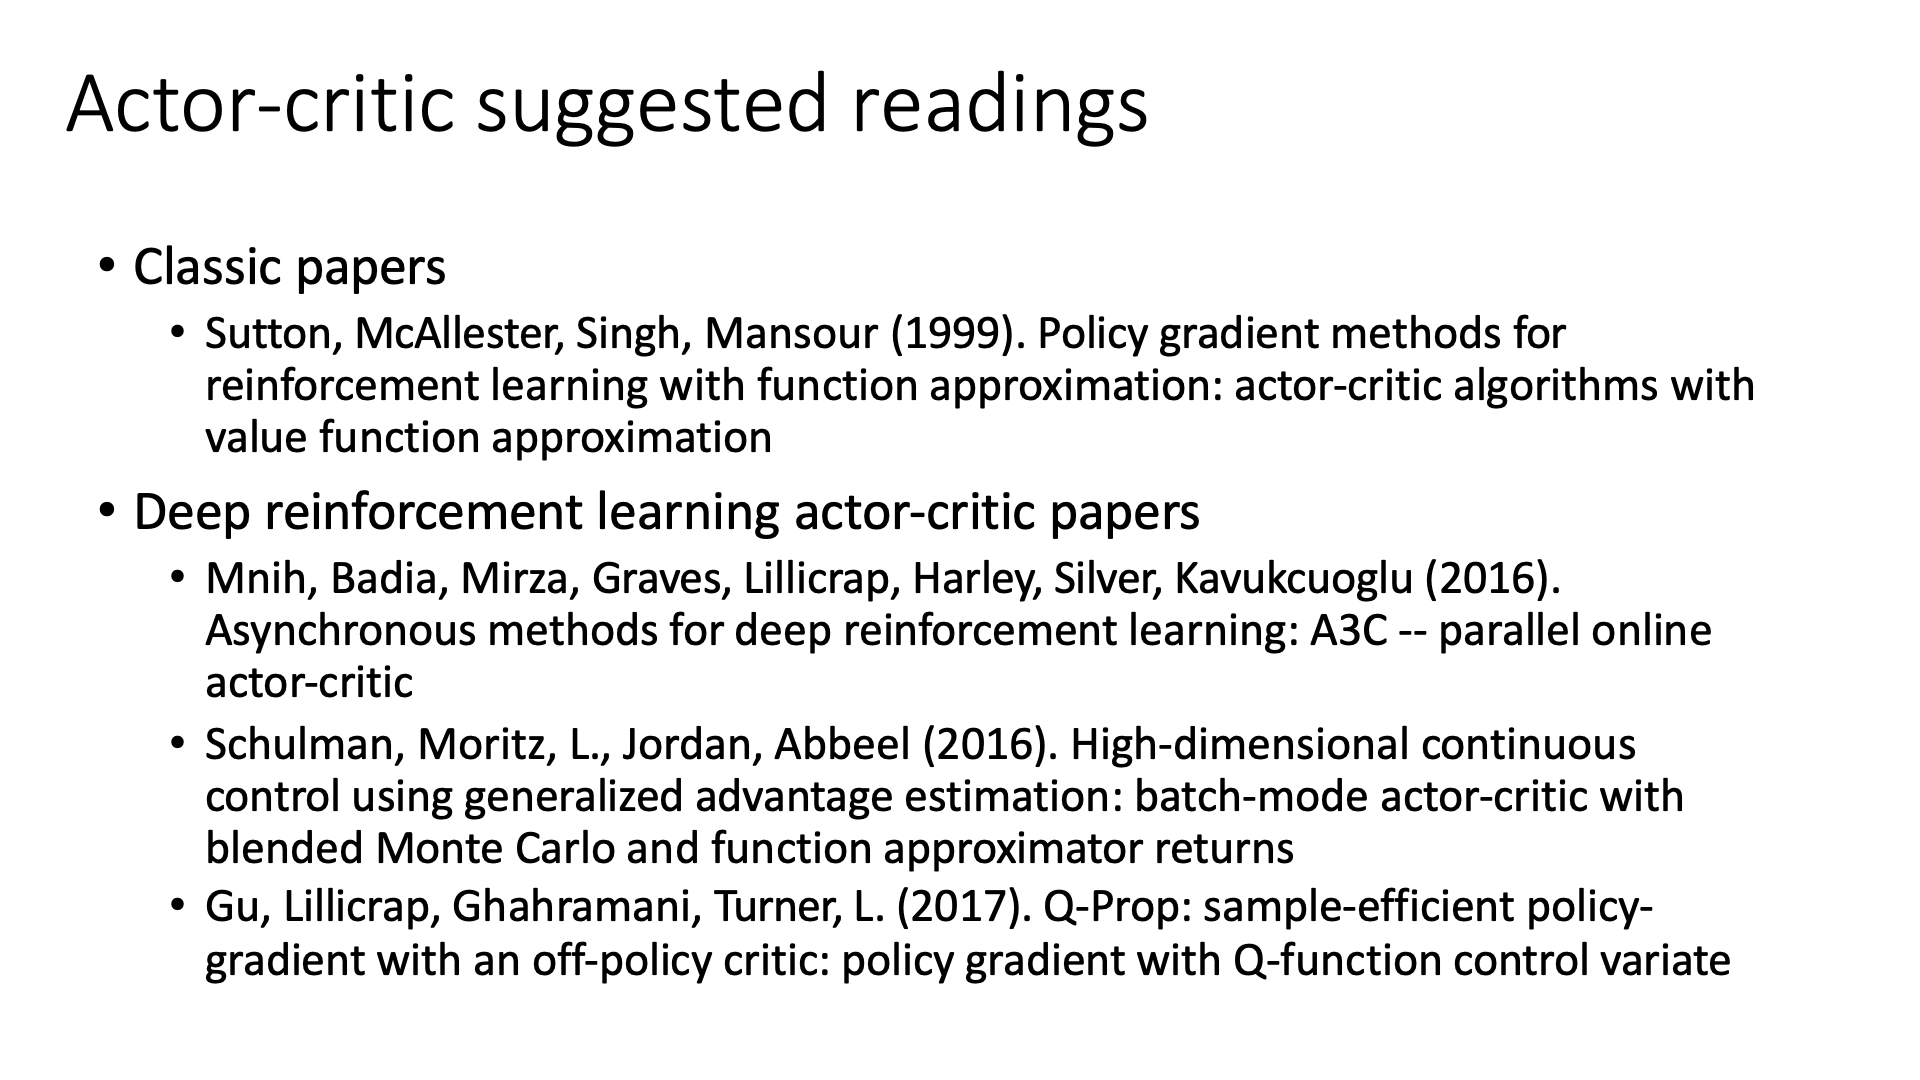 Actor-critic suggested readings
• Classic papers
• Sutton, McAllester, Singh, Mansour (1999). Policy gradient methods for
reinforcement learning with function approximation: actor-critic algorithms with
value function approximation
• Deep reinforcement learning actor-critic papers
• Mnih, Badia, Mirza, Graves, Lillicrap, Harley, Silver, Kavukcuoglu (2016).
Asynchronous methods for deep reinforcement learning: A3C -- parallel online
actor-critic
• Schulman, Moritz, L., Jordan, Abbeel (2016). High-dimensional continuous
control using generalized advantage estimation: batch-mode actor-critic with
blended Monte Carlo and function approximator returns
• Gu, Lillicrap, Ghahramani, Turner, L. (2017). Q-Prop: sample-efficient policy-
gradient with an off-policy critic: policy gradient with Q-function control variate